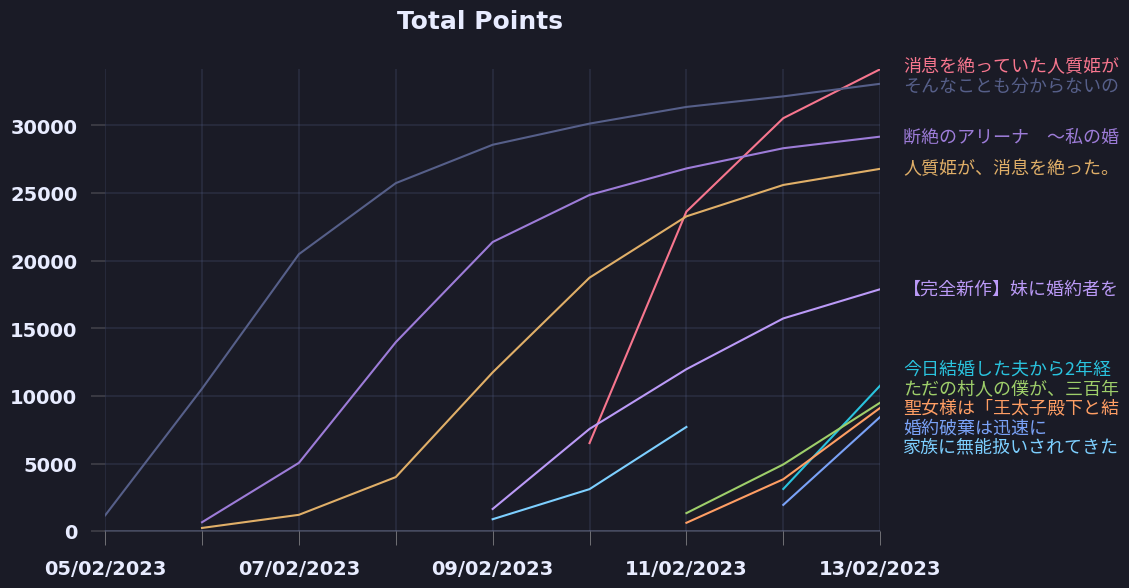 Total Points
消息を絶っていた人質姫が
そんなことも分からないの
30000
断絶のアリーナ　～私の婚
人質姫が、消息を絶った。
25000
20000
【完全新作】妹に婚約者を
15000
今日結婚した夫から2年経
ただの村人の僕が、三百年
10000
聖女様は「王太子殿下と結
婚約破棄は迅速に
家族に無能扱いされてきた
5000
0
05/02/2023
07/02/2023
09/02/2023
11/02/2023
13/02/2023